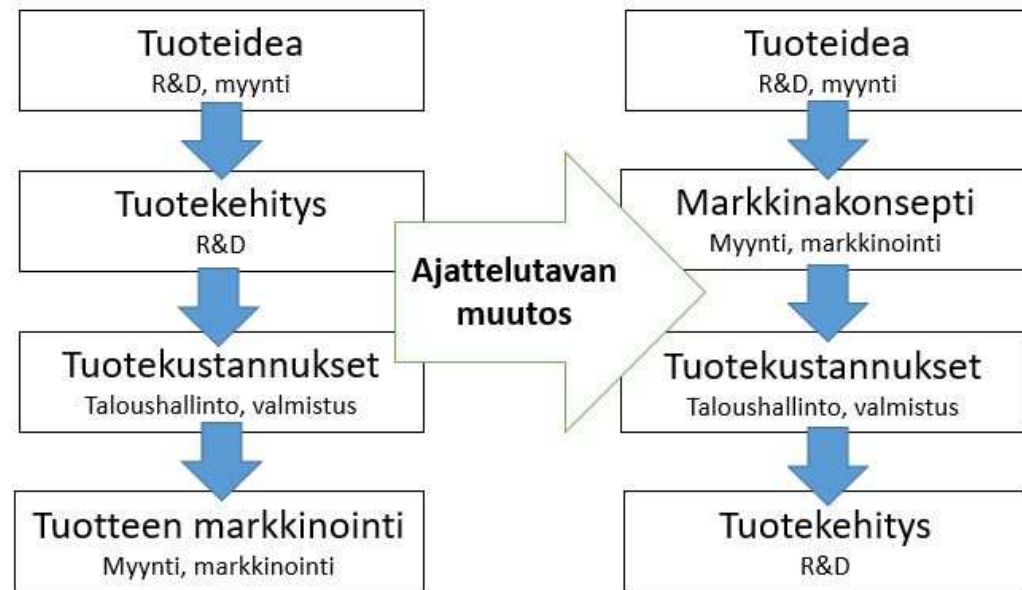 Tuoteidea
R&D, myynti
Tuotekehitys
R&D
Tuotekustannukset
Taloushallinto, valmistus
Tuotteen markkinointi
Myynti, markkinointi
Ajattelutavan
muutos
Tuoteidea
R&D, myynti
Markkinakonsepti
Myynti, markkinointi
Tuotekustannukset
Taloushallinto, valmistus
Tuotekehitys
R&D